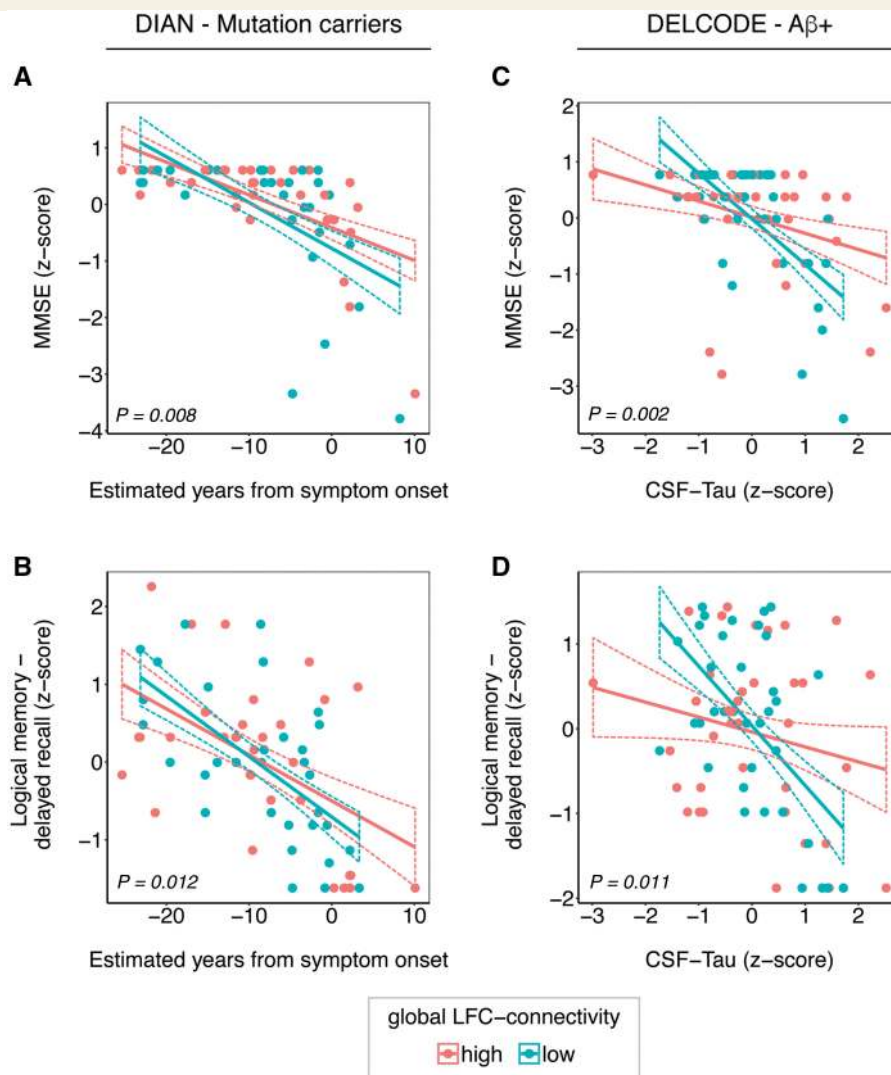 DIAN - Mutation carriers
DELCODE - Aβ+
A
MMSE (z−score)
1
0
−1
−2
−3
−4
P = 0.008
−20
−10
0
10
Estimated years from symptom onset
C
MMSE (z−score)
2
1
0
−1
−2
−3
P = 0.002
−3
−2
−1
0
1
2
CSF−Tau (z−score)
B
Logical memory −
delayed recall (z−score)
2
1
0
−1
P = 0.012
−20
−10
0
10
Estimated years from symptom onset
D
Logical memory −
delayed recall (z−score)
1
0
−1
−2
P = 0.011
−3
−2
−1
0
1
2
CSF−Tau (z−score)
global LFC−connectivity
high
low